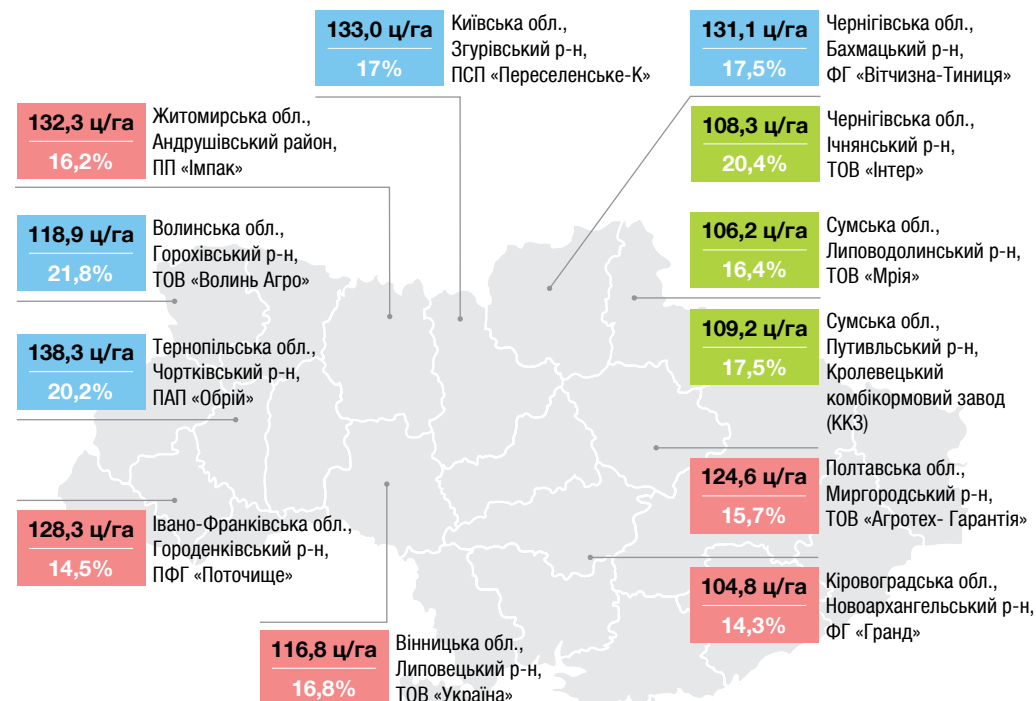 133,0 ц/га
17%
Київська обл.,
Згурівський р-н,
ПСП «Переселенське-К»
131,1 ц/га
17,5%
Чернігівська обл.,
Бахмацький р-н,
ФГ «Вітчизна-Тиниця»
132,3 ц/га
16,2%
Житомирська обл.,
Андрушівський район,
ПП «Імпак»
108,3 ц/га
20,4%
Чернігівська обл.,
Ічнянський р-н,
ТОВ «Інтер»
118,9 ц/га
21,8%
Волинська обл.,
Горохівський р-н,
ТОВ «Волинь Агро»
106,2 ц/га
16,4%
Сумська обл.,
Липоводолинський р-н,
ТОВ «Мрія»
138,3 ц/га
20,2%
Тернопільська обл.,
Чортківський р-н,
ПАП «Обрій»
109,2 ц/га
17,5%
Сумська обл.,
Путивльський р-н,
Кролевецький
комбікормовий завод
(ККЗ)
124,6 ц/га
15,7%
Полтавська обл.,
Миргородський р-н,
ТОВ «Агротех- Гарантія»
128,3 ц/га
14,5%
Івано-Франківська обл.,
Городенківський р-н,
ПФГ «Поточище»
104,8 ц/га
14,3%
Кіровоградська обл.,
Новоархангельський р-н,
ФГ «Гранд»
116,8 ц/га
16,8%
Вінницька обл.,
Липовецький р-н,
ТОВ «Україна»